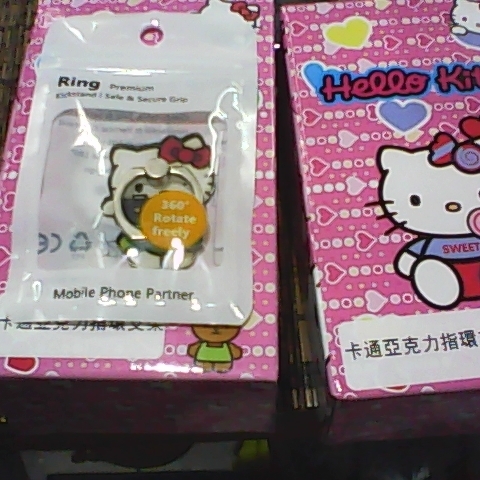 Ring Premium
Kickstand | Safe & Secure Grip
360°
Rotate
freely
Mobile Phone Partner
卡通亞克力指環支架
Hello Kit
SWEET
卡通亞克力指環